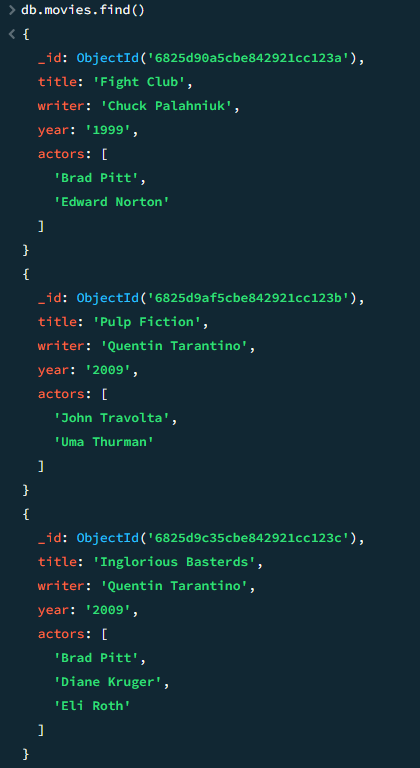 > db.movies.find()
< {
_id: ObjectId('6825d90a5cbe842921cc123a'),
title: 'Fight Club',
writer: 'Chuck Palahniuk',
year: '1999',
actors: [
'Brad Pitt',
'Edward Norton'
]
}
{
_id: ObjectId('6825d9af5cbe842921cc123b'),
title: 'Pulp Fiction',
writer: 'Quentin Tarantino',
year: '2009',
actors: [
'John Travolta',
'Uma Thurman'
]
}
{
_id: ObjectId('6825d9c35cbe842921cc123c'),
title: 'Inglorious Basterds',
writer: 'Quentin Tarantino',
year: '2009',
actors: [
'Brad Pitt',
'Diane Kruger',
'Eli Roth'
]
}